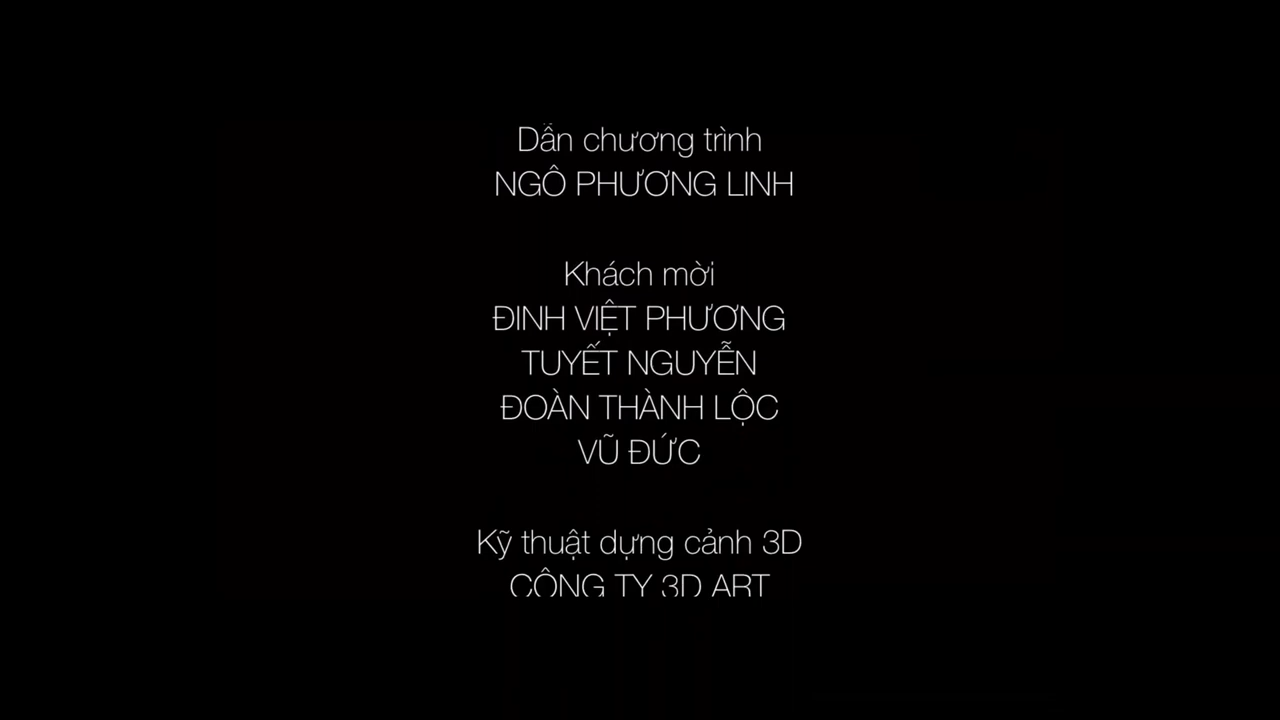 Dẫn chương trình
NGÔ PHƯƠNG LINH
Khách mời
ĐINH VIỆT PHƯƠNG
TUYẾT NGUYỄN
ĐOÀN THÀNH LỘC
VŨ ĐỨC
Kỹ thuật dựng cảnh 3D
CÔNG TY 3D ART